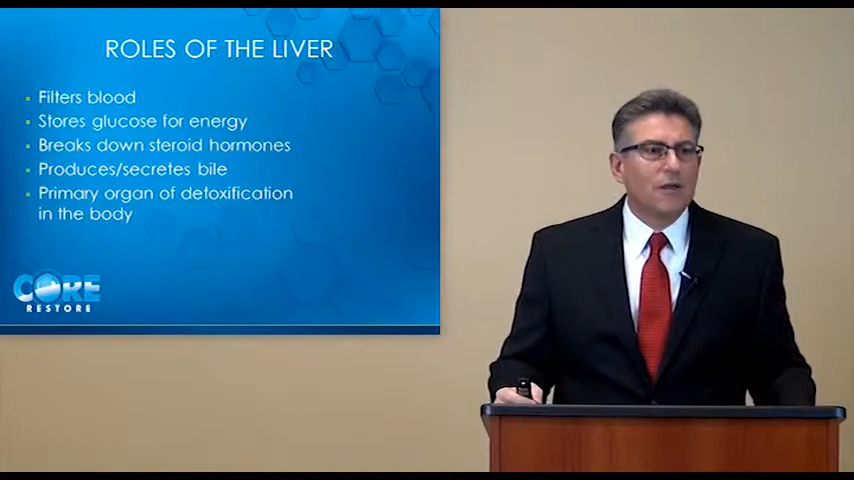 ROLES OF THE LIVER
Filters blood
Stores glucose for energy
Breaks down steroid hormones
Produces/secretes bile
Primary organ of detoxification
in the body
CORE
RESTORE